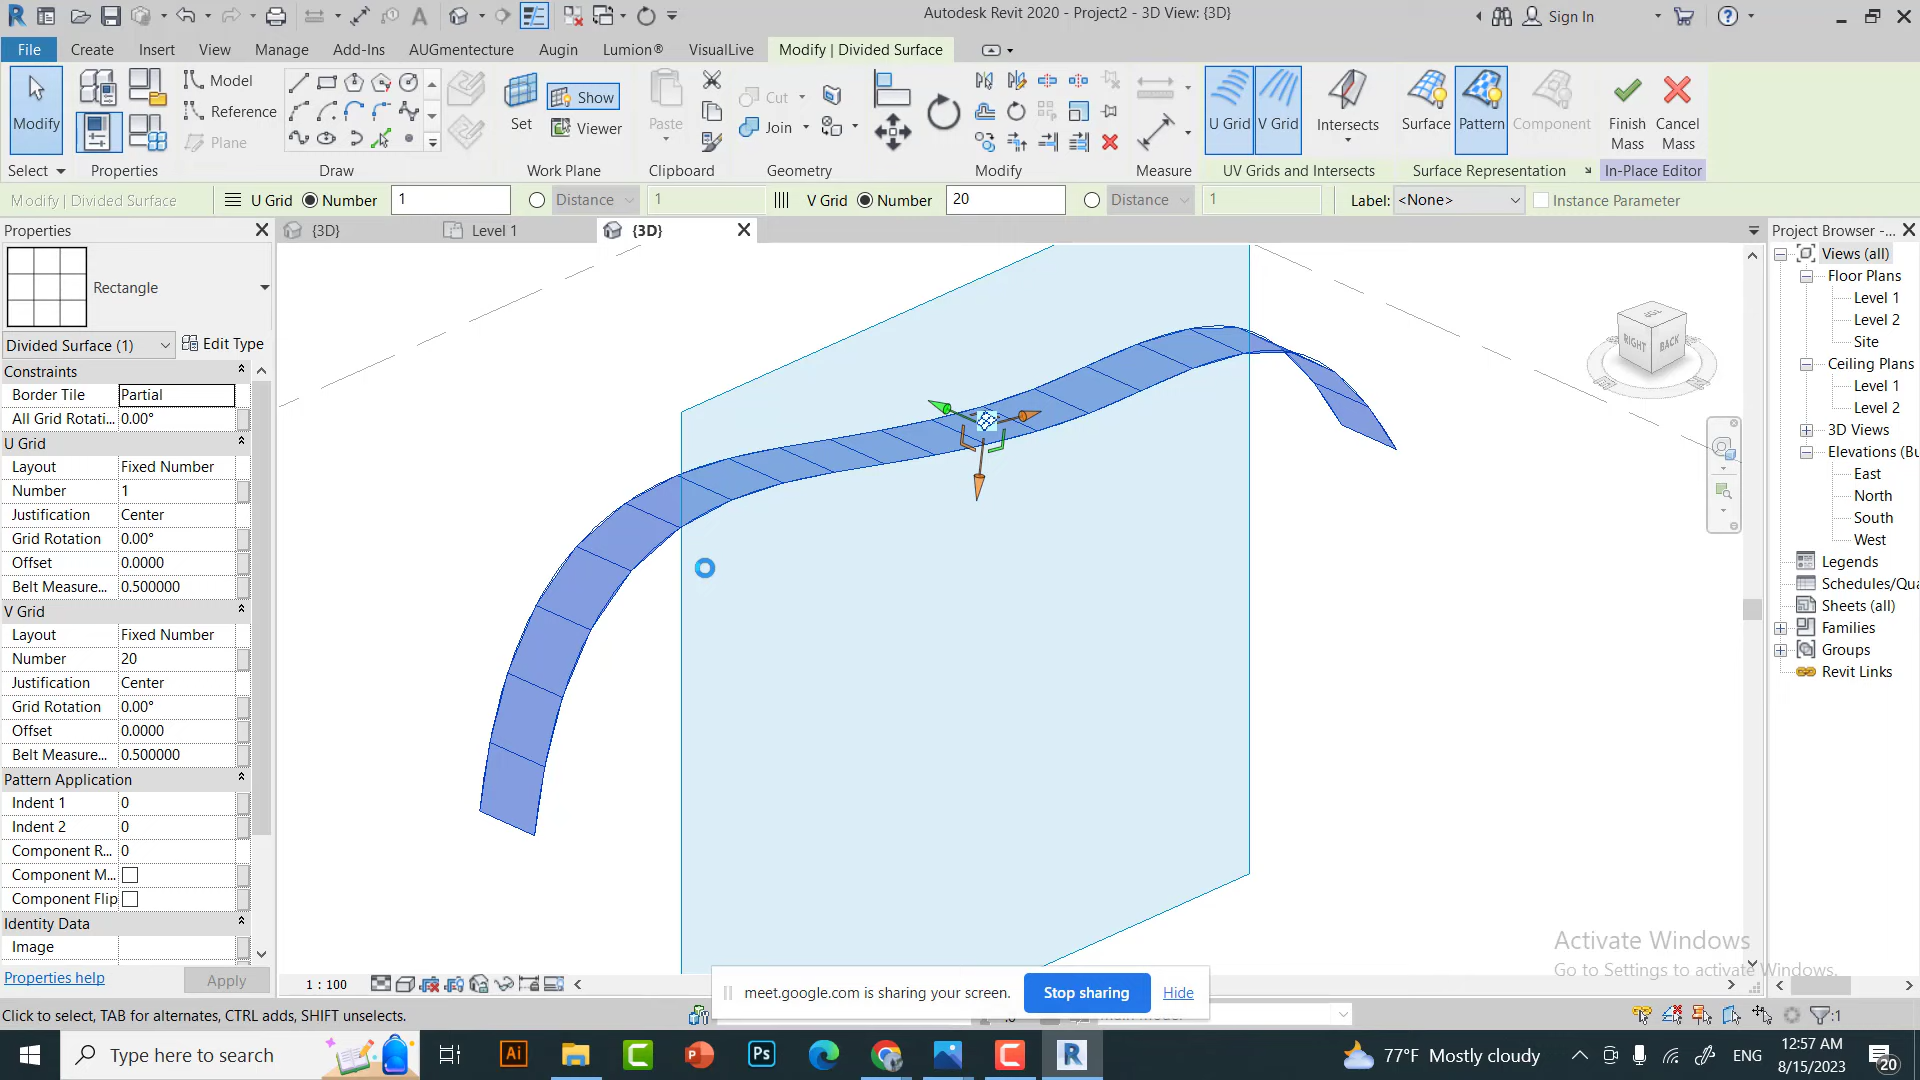 Autodesk Revit 2020 - Project2 - 3D View: {3D}
Sign In
File
Create
Insert
View
Manage
Add-Ins
AUGmentecture
Augin
Lumion®
VisualLive
Modify | Divided Surface
Modify
Model
Reference
Plane
Set
Show
Viewer
Paste
Cut
Join
U Grid
V Grid
Intersects
Surface
Pattern
Component
Finish
Mass
Cancel
Mass
Select
Properties
Draw
Work Plane
Clipboard
Geometry
Modify
Measure
UV Grids and Intersects
Surface Representation
In-Place Editor
Modify | Divided Surface
U Grid
Number
1
Distance
1
V Grid
Number
20
Distance
1
Label:
<None>
Instance Parameter
Properties
{3D}
Level 1
{3D}
Project Browser -...
Rectangle
Divided Surface (1)
Edit Type
Constraints
Border Tile
Partial
All Grid Rotati...
0.00°
U Grid
Layout
Fixed Number
Number
1
Justification
Center
Grid Rotation
0.00°
Offset
0.0000
Belt Measure...
0.500000
V Grid
Layout
Fixed Number
Number
20
Justification
Center
Grid Rotation
0.00°
Offset
0.0000
Belt Measure...
0.500000
Pattern Application
Indent 1
0
Indent 2
0
Component R...
0
Component M...
Component Flip
Identity Data
Image
Properties help
Apply
TOP
RIGHT
BACK
Views (all)
Floor Plans
Level 1
Level 2
Site
Ceiling Plans
Level 1
Level 2
3D Views
Elevations (Bu
East
North
South
West
Legends
Schedules/Qua
Sheets (all)
Families
Groups
Revit Links
Activate Windows
Go to Settings to activate Windows.
1 : 100
meet.google.com is sharing your screen.
Stop sharing
Hide
Click to select, TAB for alternates, CTRL adds, SHIFT unselects.
:1
Type here to search
Ai
Ps
77°F Mostly cloudy
ENG
12:57 AM
8/15/2023
20